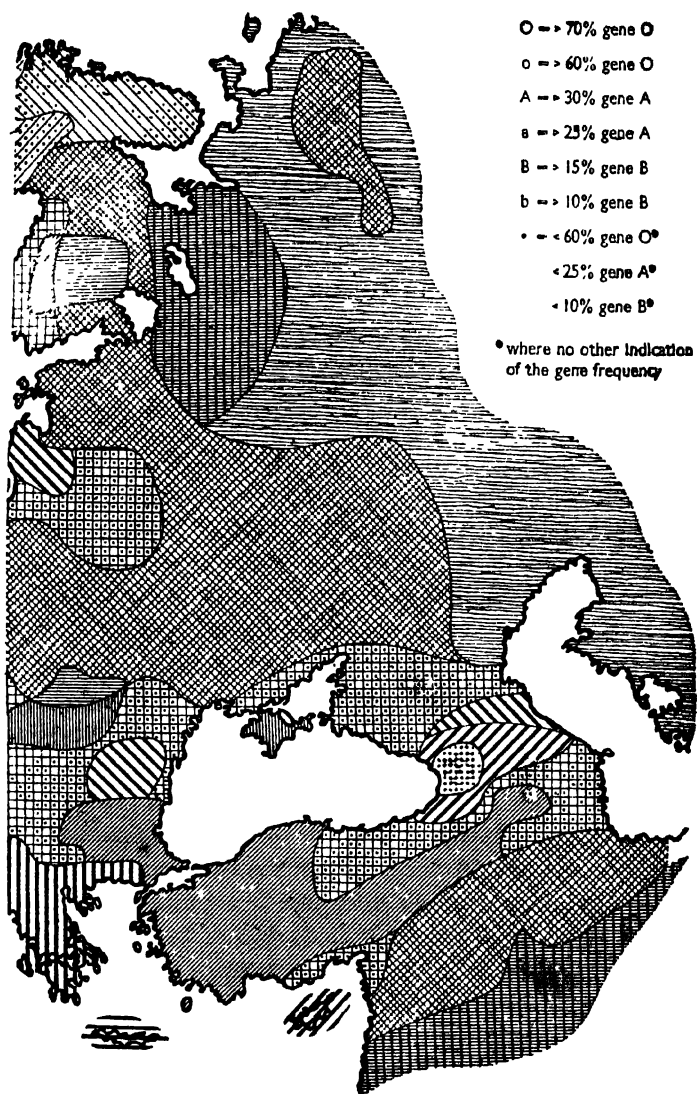 O = > 70% gene O
o = > 60% gene O
A = > 30% gene A
a = > 25% gene A
B = > 15% gene B
b = > 10% gene B
• = < 60% gene O*
< 25% gene A*
< 10% gene B*
* where no other indication
of the gene frequency